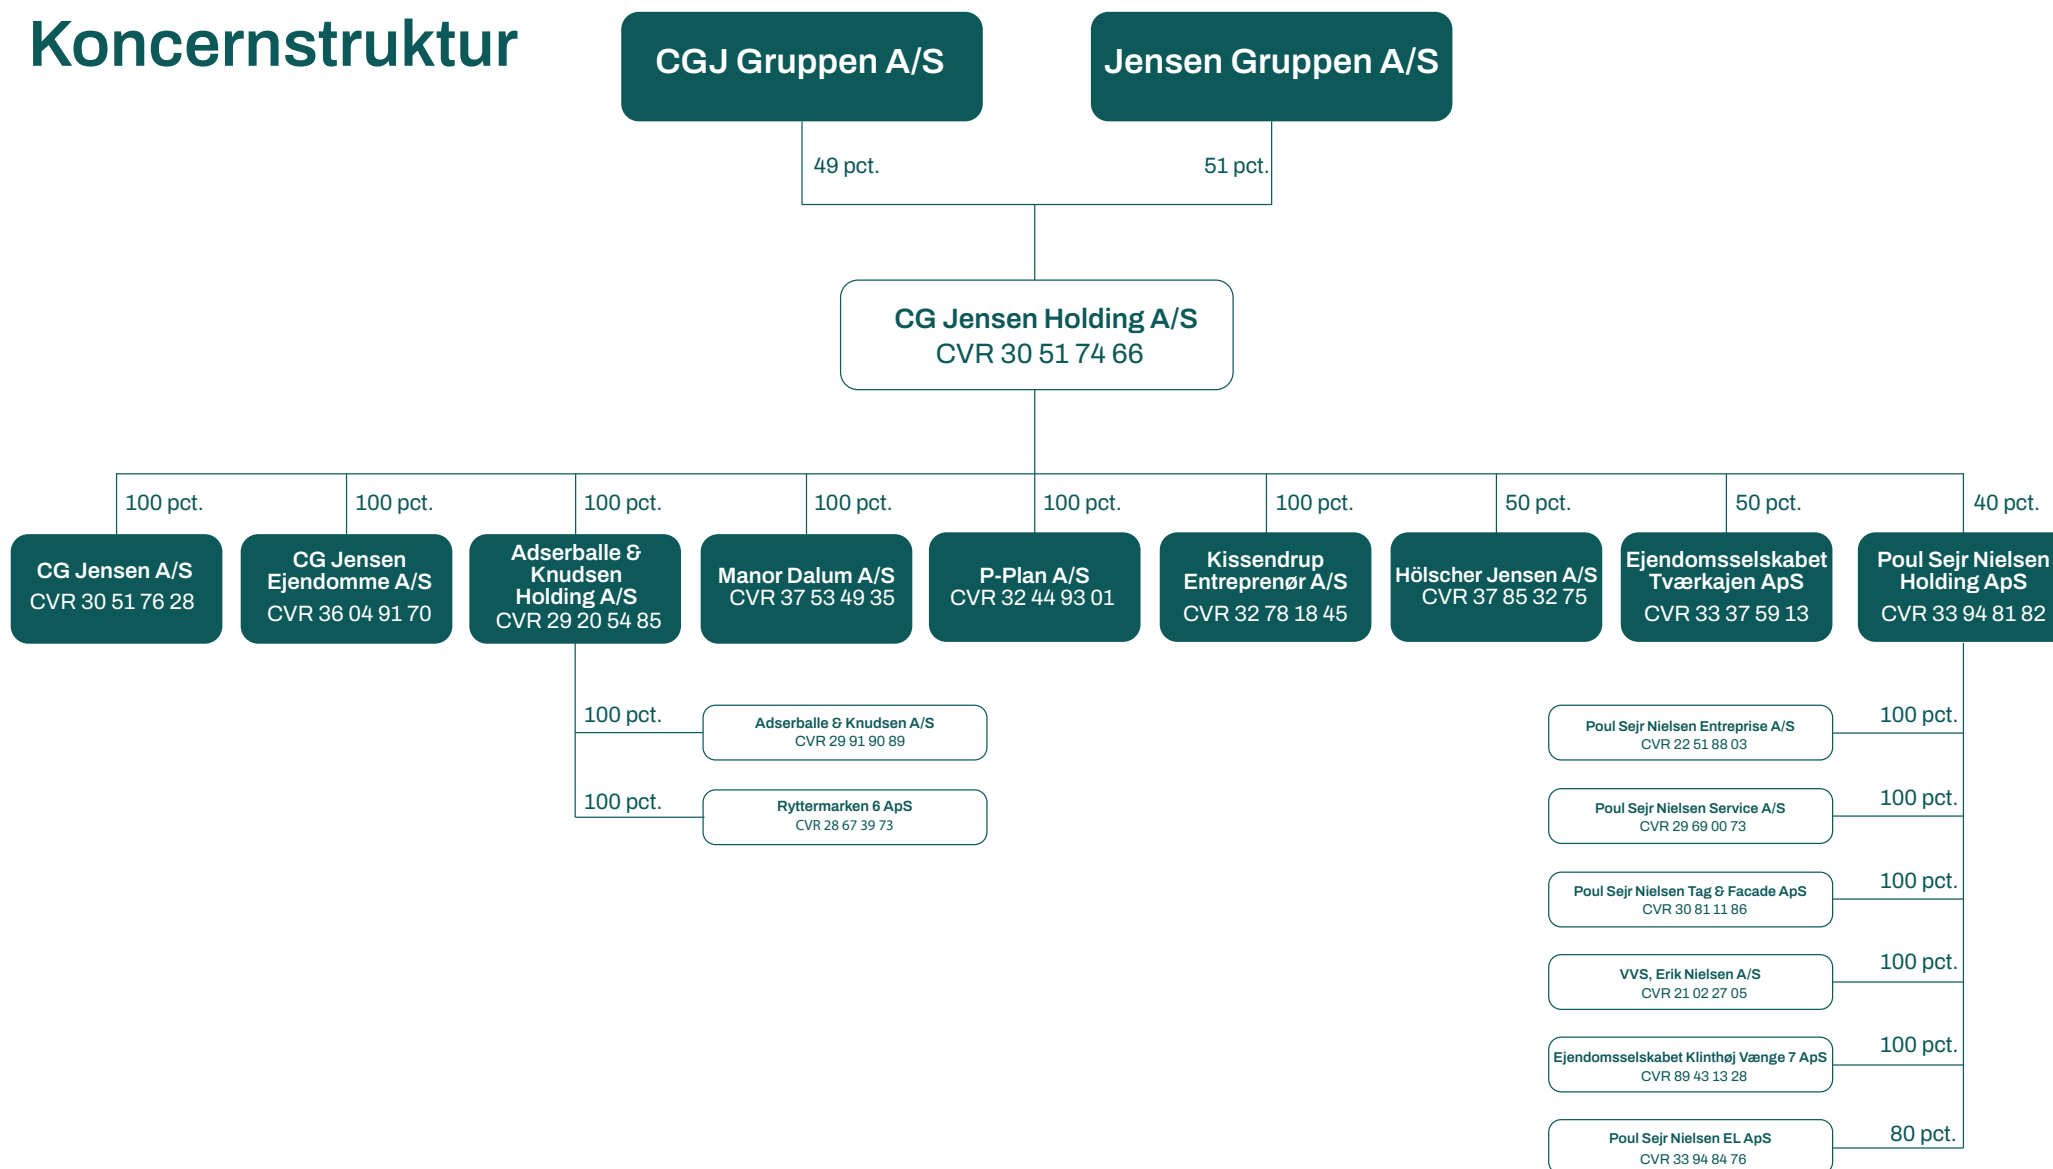 Koncernstruktur
CGJ Gruppen A/S
Jensen Gruppen A/S
49 pct.
51 pct.
CG Jensen Holding A/S
CVR 30 51 74 66
100 pct.
100 pct.
100 pct.
100 pct.
100 pct.
100 pct.
50 pct.
50 pct.
40 pct.
CG Jensen A/S
CVR 30 51 76 28
CG Jensen
Ejendomme A/S
CVR 36 04 91 70
Adserballe &
Knudsen
Holding A/S
CVR 29 20 54 85
Manor Dalum A/S
CVR 37 53 49 35
P-Plan A/S
CVR 32 44 93 01
Kissendrup
Entreprenør A/S
CVR 32 78 18 45
Hölscher Jensen A/S
CVR 37 85 32 75
Ejendomsselskabet
Tværkajen ApS
CVR 33 37 59 13
Poul Sejr Nielsen
Holding ApS
CVR 33 94 81 82
100 pct.
Adserballe & Knudsen A/S
CVR 29 91 90 89
100 pct.
Ryttermarken 6 ApS
CVR 28 67 39 73
Poul Sejr Nielsen Entreprise A/S
CVR 22 51 88 03
100 pct.
Poul Sejr Nielsen Service A/S
CVR 29 69 00 73
100 pct.
Poul Sejr Nielsen Tag & Facade ApS
CVR 30 81 11 86
100 pct.
VVS, Erik Nielsen A/S
CVR 21 02 27 05
100 pct.
Ejendomsselskabet Klinthøj Vænge 7 ApS
CVR 89 43 13 28
100 pct.
Poul Sejr Nielsen EL ApS
CVR 33 94 84 76
80 pct.